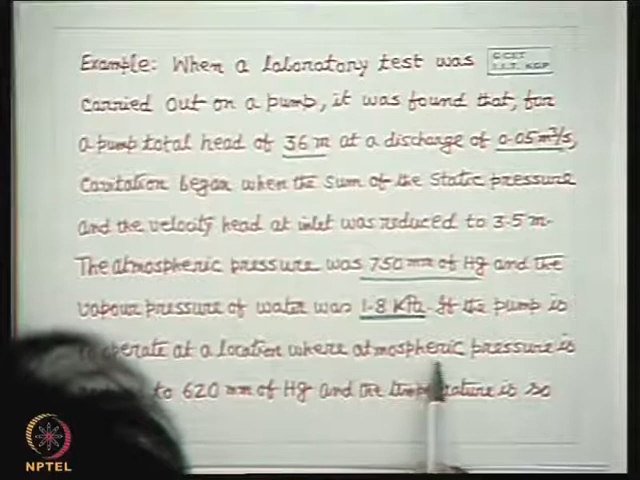 Example: When a laboratory test was
C CET
I.I.T. KGP
carried out on a pump, it was found that, for
a pump total head of 36 m at a discharge of 0.05 m³/s,
Cavitation began when the sum of the static pressure
and the velocity head at inlet was reduced to 3.5 m.
The atmospheric pressure was 750 mm of Hg and the
vapour pressure of water was 1.8 KPa. If the pump is
to operate at a location where atmospheric pressure is
to 620 mm of Hg and the temperature is so
NPTEL